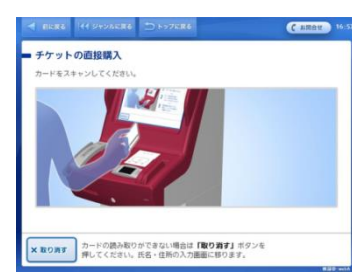 前に戻る ジャンルに戻る トップに戻る お問合せ 16:57
チケットの直接購入
カードをスキャンしてください。
× 取り消す
カードの読み取りができない場合は「取り消す」ボタンを
押してください。氏名・住所の入力画面に移ります。